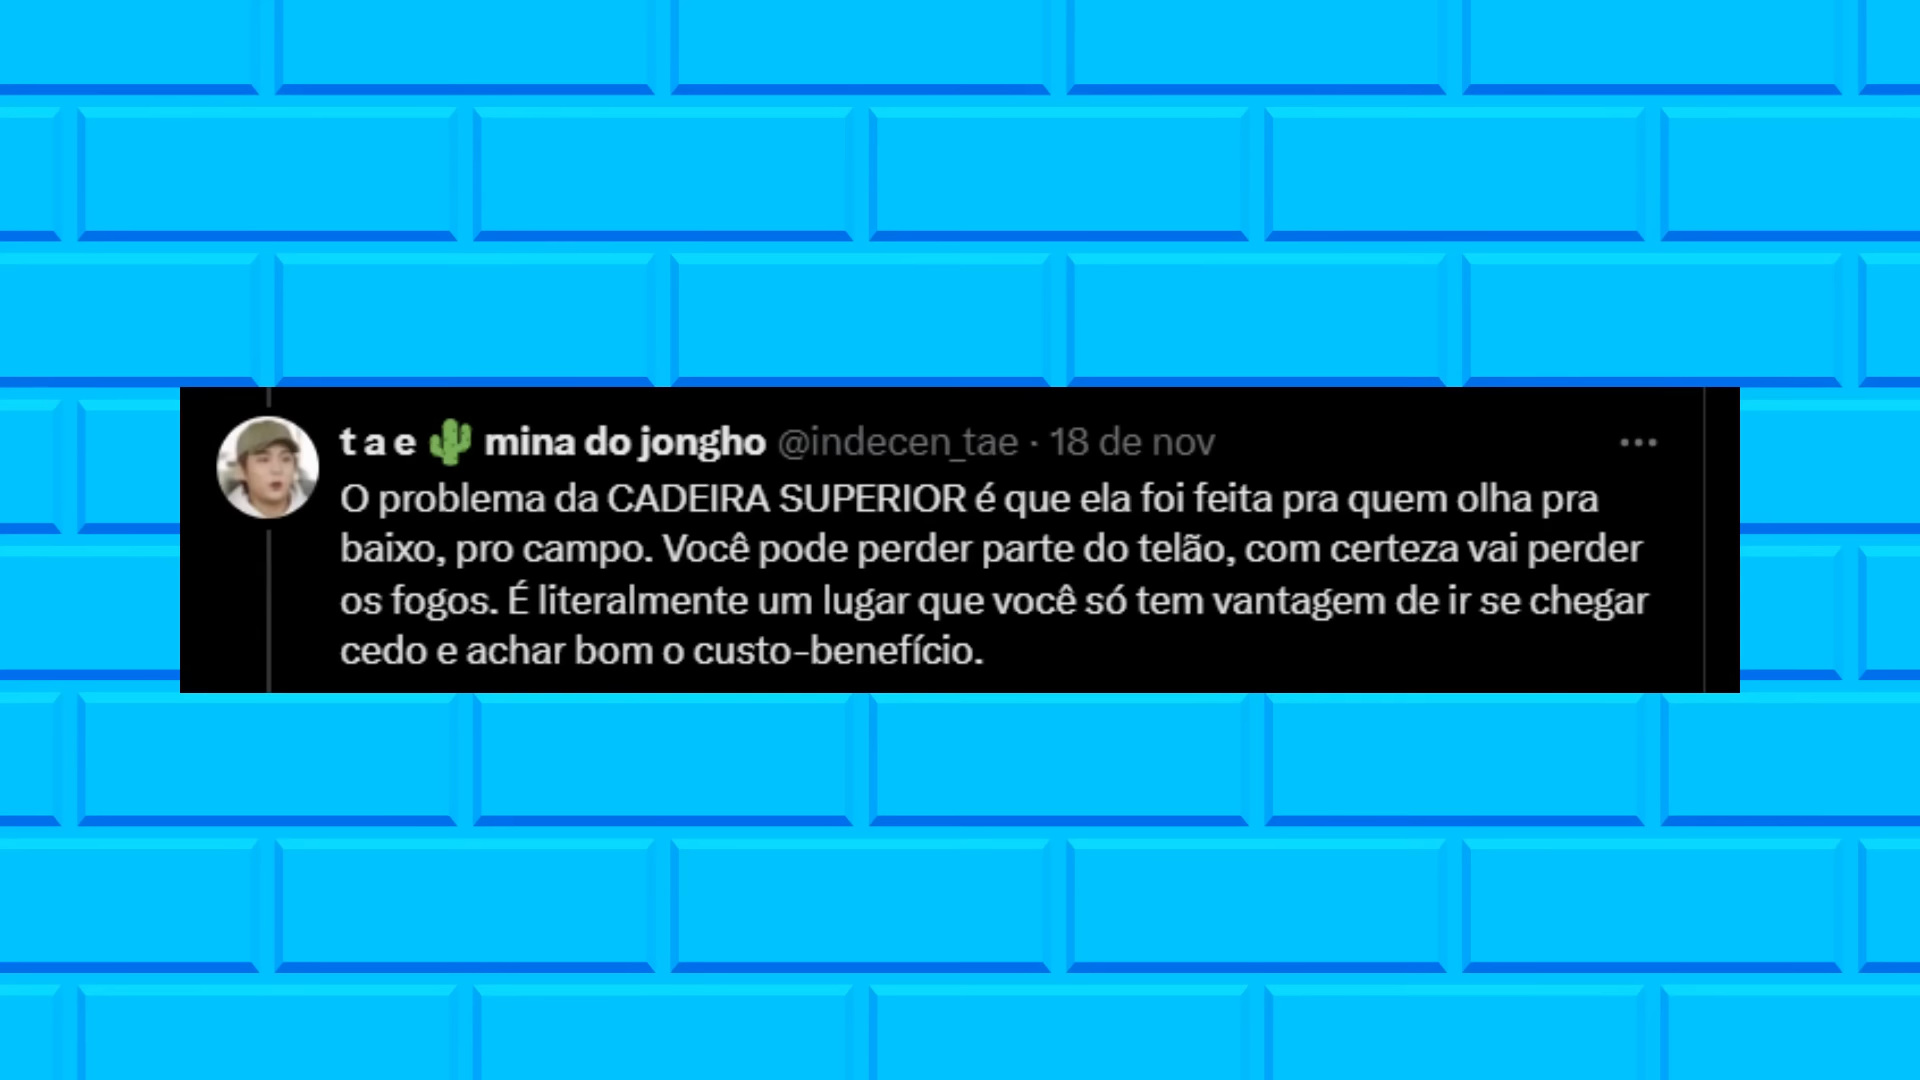 t a e 🌵 mina do jongho @indecen_tae · 18 de nov
O problema da CADEIRA SUPERIOR é que ela foi feita pra quem olha pra
baixo, pro campo. Você pode perder parte do telão, com certeza vai perder
os fogos. É literalmente um lugar que você só tem vantagem de ir se chegar
cedo e achar bom o custo-benefício.